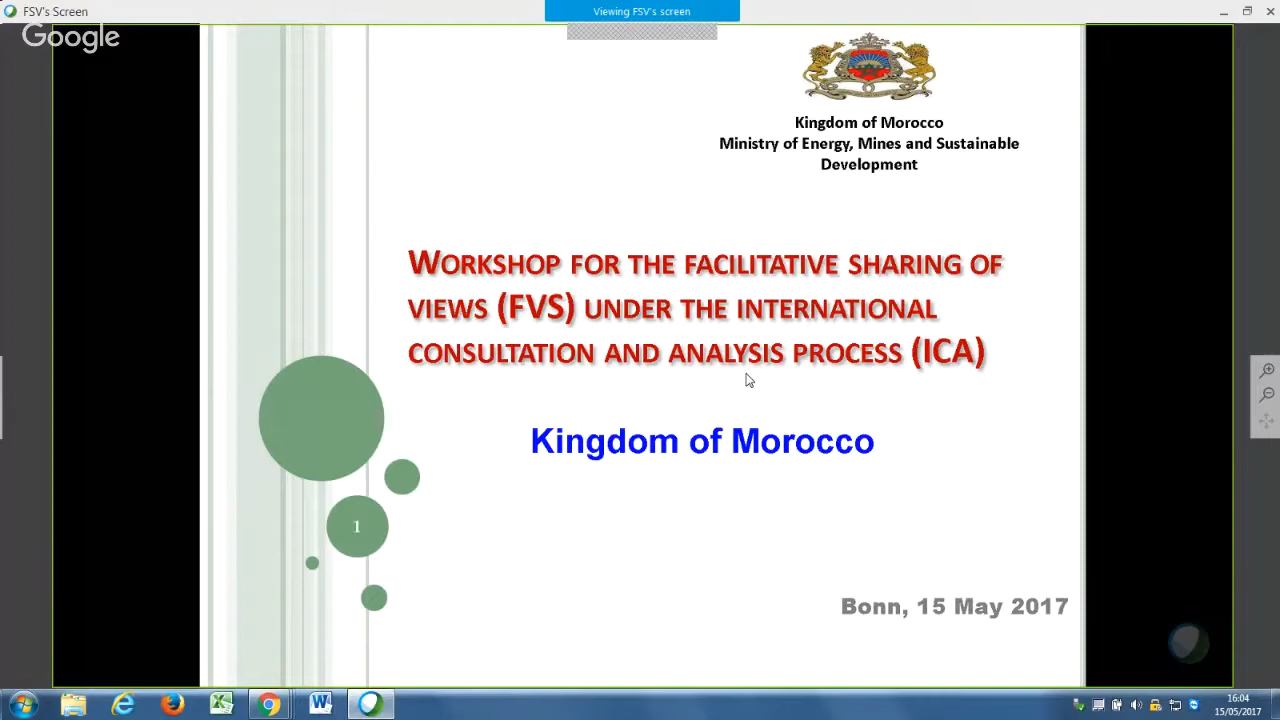 FSV's Screen
Viewing FSV's screen
Google
Kingdom of Morocco
Ministry of Energy, Mines and Sustainable
Development
WORKSHOP FOR THE FACILITATIVE SHARING OF
VIEWS (FVS) UNDER THE INTERNATIONAL
CONSULTATION AND ANALYSIS PROCESS (ICA)
Kingdom of Morocco
1
Bonn, 15 May 2017
16:04
15/05/2017